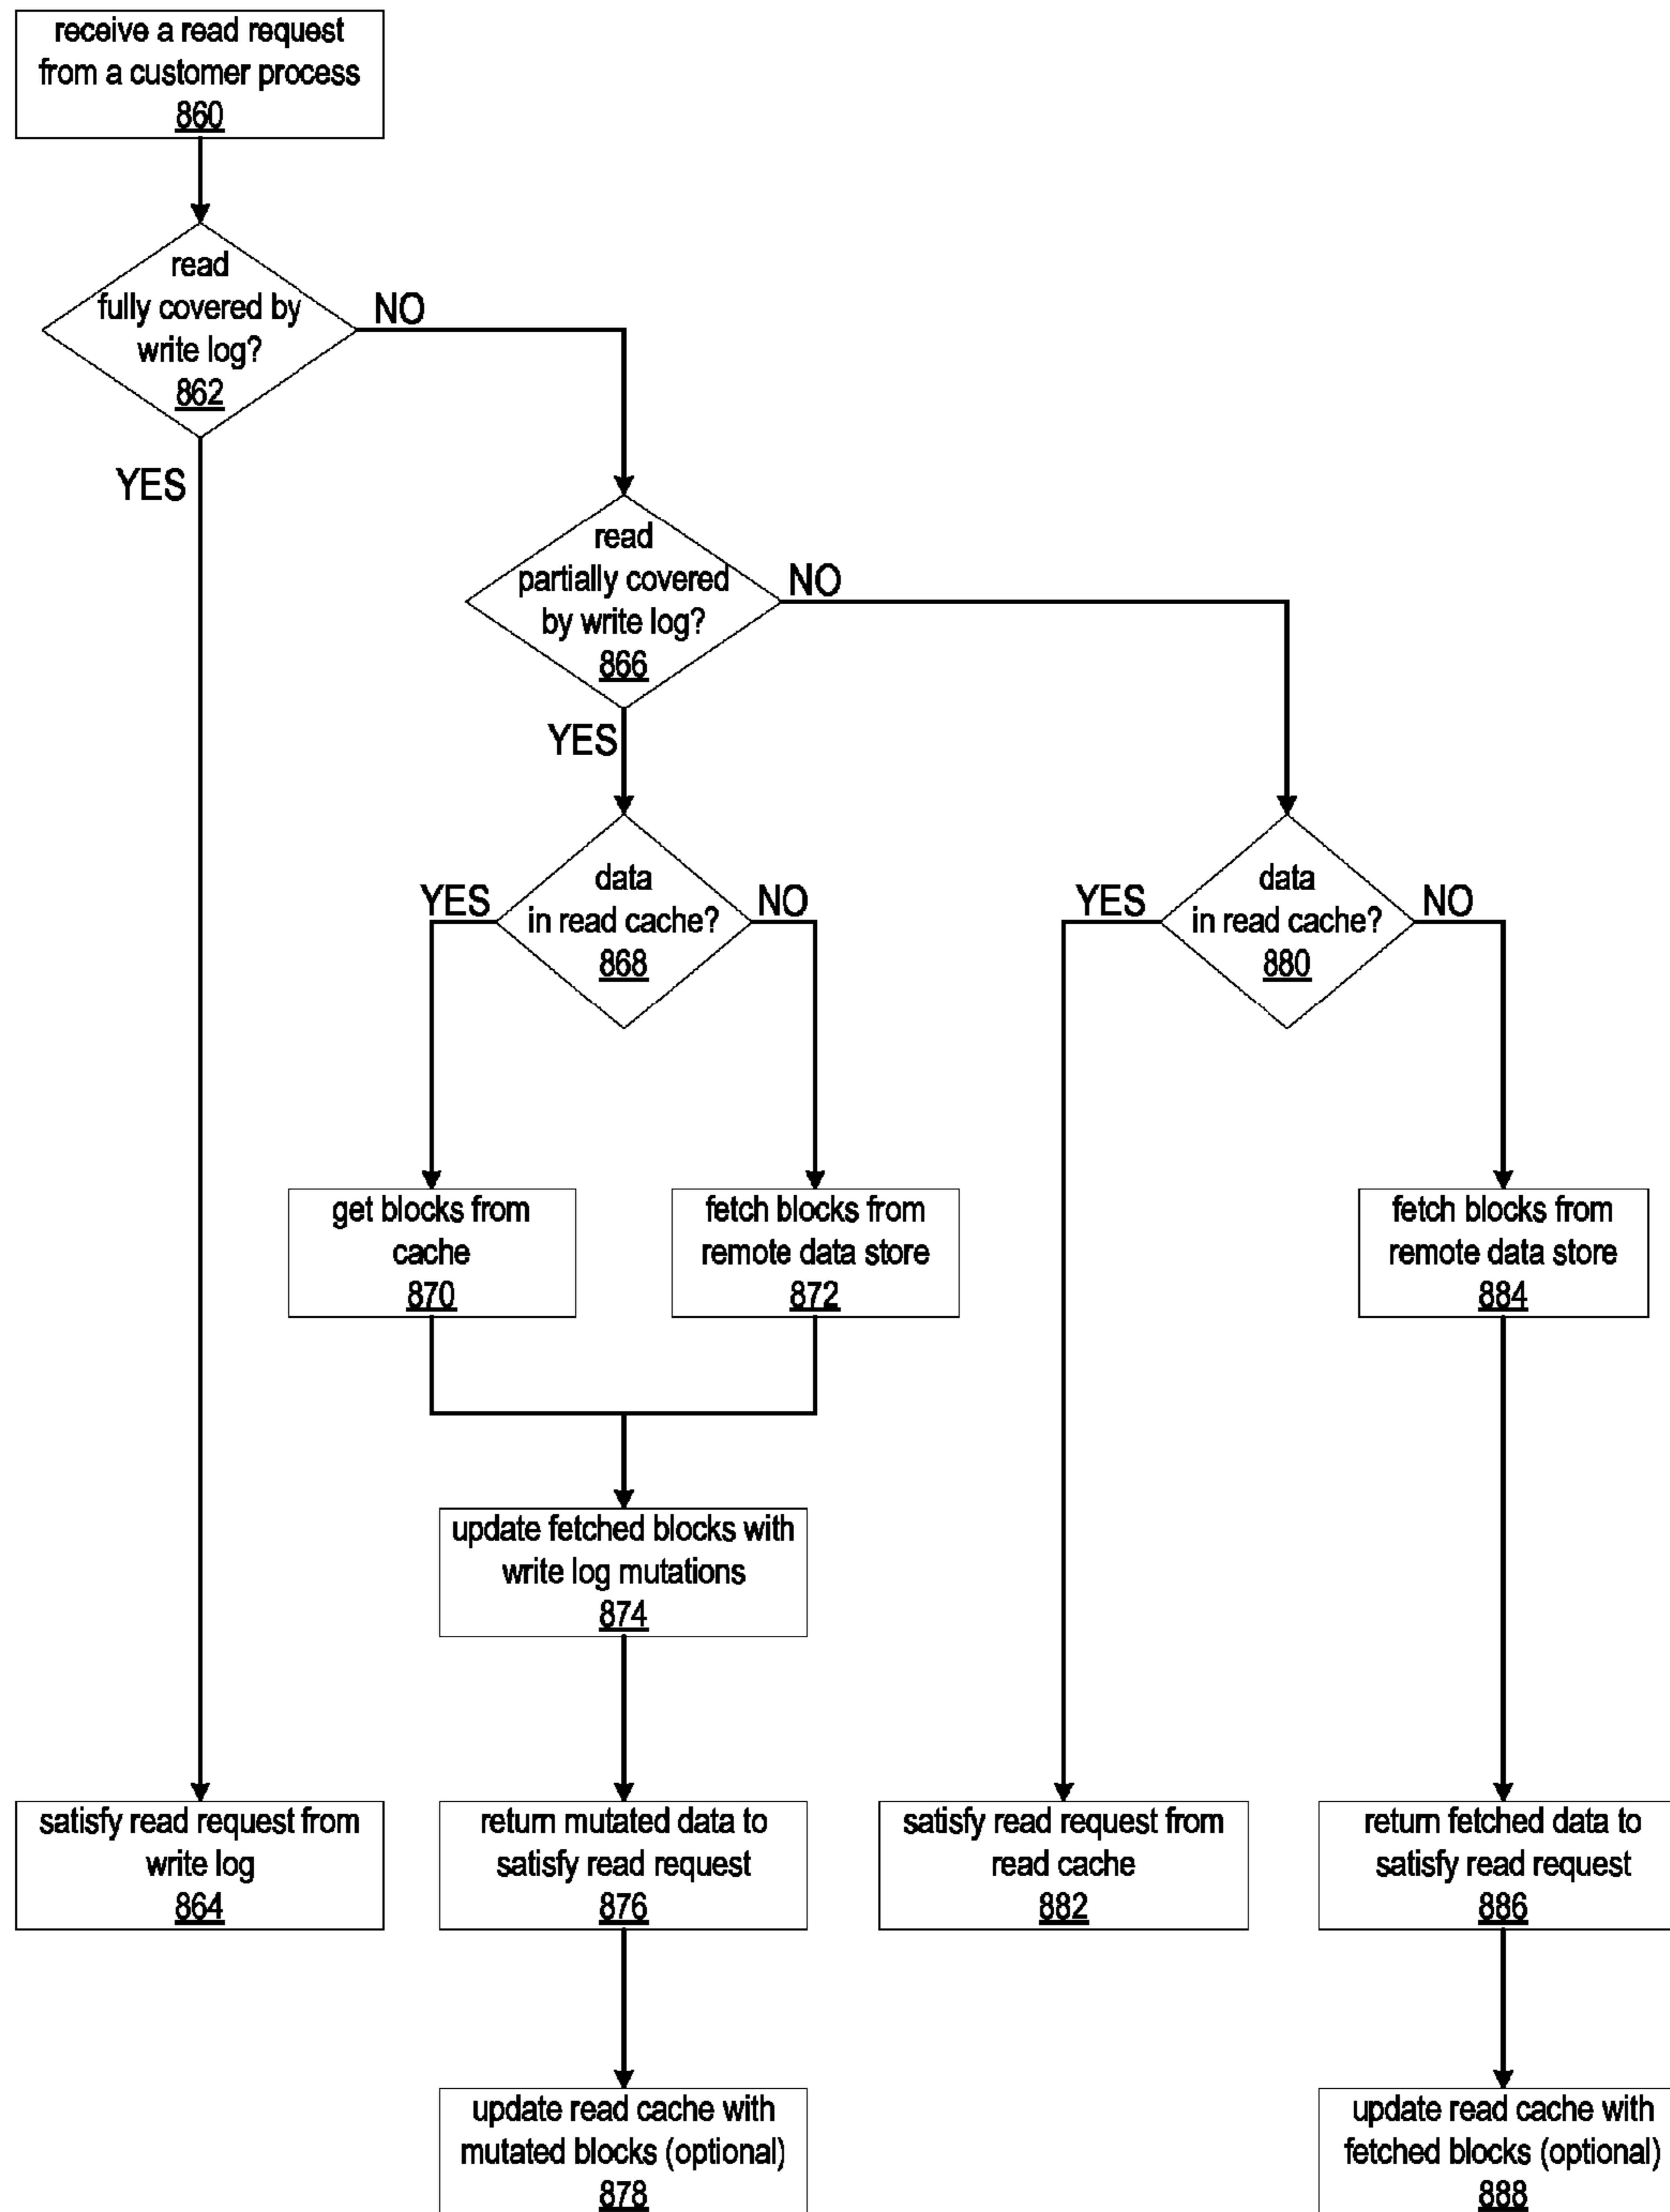 receive a read request
from a customer process
860
read
fully covered by
write log?
862
NO
YES
read
partially covered
by write log?
866
NO
YES
data
in read cache?
868
YES
NO
data
in read cache?
880
YES
NO
get blocks from
cache
870
fetch blocks from
remote data store
872
fetch blocks from
remote data store
884
update fetched blocks with
write log mutations
874
satisfy read request from
write log
864
return mutated data to
satisfy read request
876
satisfy read request from
read cache
882
return fetched data to
satisfy read request
886
update read cache with
mutated blocks (optional)
878
update read cache with
fetched blocks (optional)
888